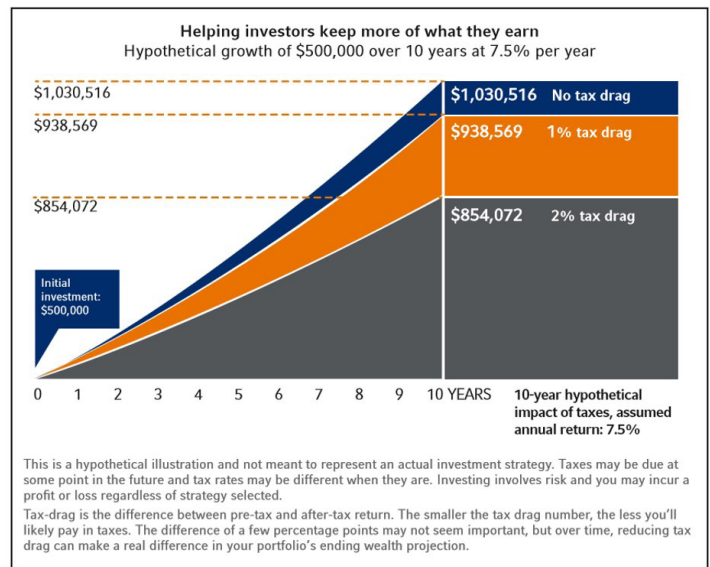 Helping investors keep more of what they earn
Hypothetical growth of $500,000 over 10 years at 7.5% per year
$1,030,516
$1,030,516 No tax drag
$938,569
$938,569 1% tax drag
$854,072
$854,072 2% tax drag
Initial
investment:
$500,000
0 1 2 3 4 5 6 7 8 9 10 YEARS
10-year hypothetical
impact of taxes, assumed
annual return: 7.5%
This is a hypothetical illustration and not meant to represent an actual investment strategy. Taxes may be due at
some point in the future and tax rates may be different when they are. Investing involves risk and you may incur a
profit or loss regardless of strategy selected.
Tax-drag is the difference between pre-tax and after-tax return. The smaller the tax drag number, the less you'll
likely pay in taxes. The difference of a few percentage points may not seem important, but over time, reducing tax
drag can make a real difference in your portfolio's ending wealth projection.